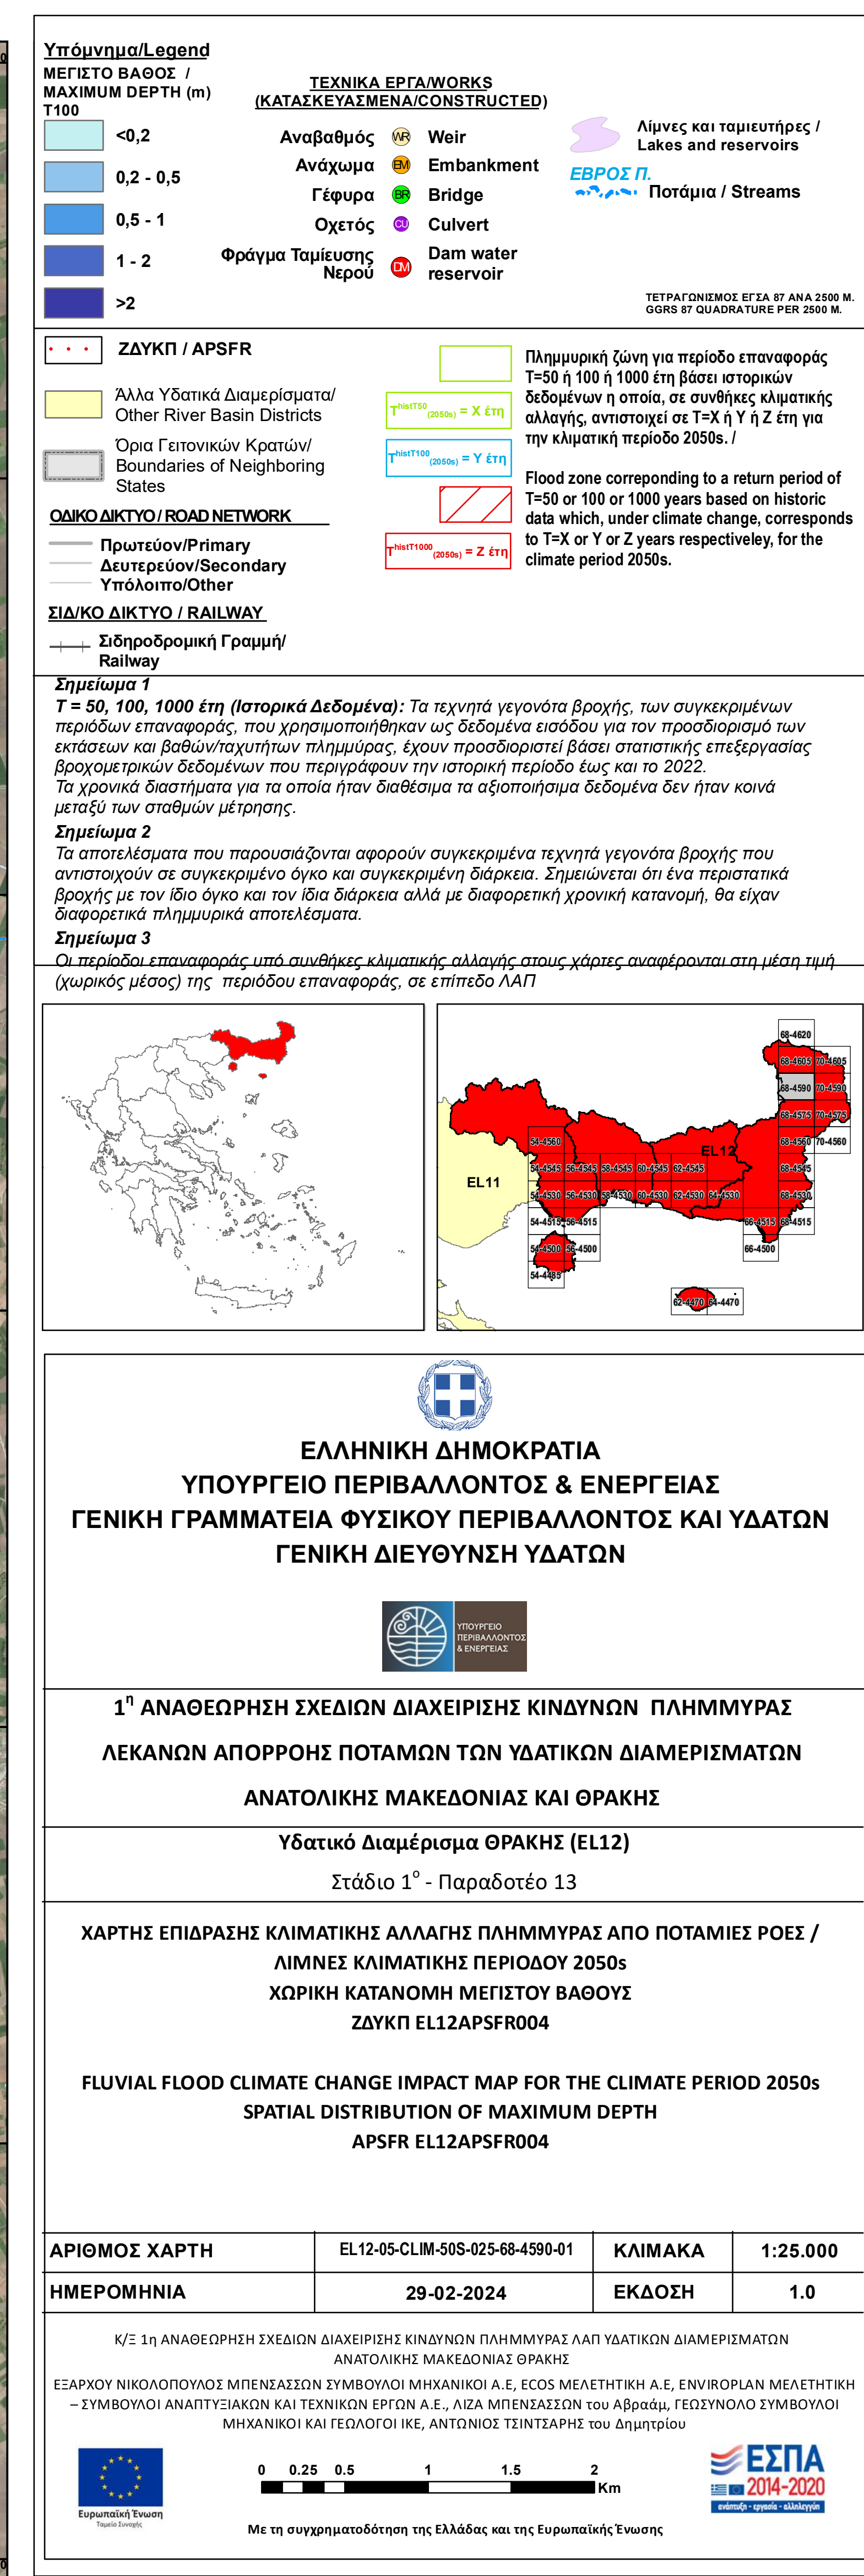 Υπόμνημα/Legend
ΜΕΓΙΣΤΟ ΒΑΘΟΣ /
MAXIMUM DEPTH (m)
T100
<0,2
0,2 - 0,5
0,5 - 1
1 - 2
>2
ΤΕΧΝΙΚΑ ΕΡΓΑ/WORKS
(ΚΑΤΑΣΚΕΥΑΣΜΕΝΑ/CONSTRUCTED)
Αναβαθμός WR Weir
Ανάχωμα EM Embankment
Γέφυρα BR Bridge
Οχετός CU Culvert
Φράγμα Ταμίευσης Νερού DM Dam water reservoir
Λίμνες και ταμιευτήρες /
Lakes and reservoirs
ΕΒΡΟΣ Π.
Ποτάμια / Streams
ΤΕΤΡΑΓΩΝΙΣΜΟΣ ΕΓΣΑ 87 ΑΝΑ 2500 Μ.
GGRS 87 QUADRATURE PER 2500 M.
ΖΔΥΚΠ / APSFR
Άλλα Υδατικά Διαμερίσματα/
Other River Basin Districts
Όρια Γειτονικών Κρατών/
Boundaries of Neighboring
States
ΟΔΙΚΟ ΔΙΚΤΥΟ / ROAD NETWORK
Πρωτεύον/Primary
Δευτερεύον/Secondary
Υπόλοιπο/Other
ΣΙΔ/ΚΟ ΔΙΚΤΥΟ / RAILWAY
Σιδηροδρομική Γραμμή/
Railway
ThistT50 (2050s) = X έτη
ThistT100 (2050s) = Y έτη
ThistT1000 (2050s) = Z έτη
Πλημμυρική ζώνη για περίοδο επαναφοράς
T=50 ή 100 ή 1000 έτη βάσει ιστορικών
δεδομένων η οποία, σε συνθήκες κλιματικής
αλλαγής, αντιστοιχεί σε T=X ή Y ή Z έτη για
την κλιματική περίοδο 2050s. /
Flood zone correponding to a return period of
T=50 or 100 or 1000 years based on historic
data which, under climate change, corresponds
to T=X or Y or Z years respectiveley, for the
climate period 2050s.
Σημείωμα 1
T = 50, 100, 1000 έτη (Ιστορικά Δεδομένα): Τα τεχνητά γεγονότα βροχής, των συγκεκριμένων
περιόδων επαναφοράς, που χρησιμοποιήθηκαν ως δεδομένα εισόδου για τον προσδιορισμό των
εκτάσεων και βαθών/ταχυτήτων πλημμύρας, έχουν προσδιοριστεί βάσει στατιστικής επεξεργασίας
βροχομετρικών δεδομένων που περιγράφουν την ιστορική περίοδο έως και το 2022.
Τα χρονικά διαστήματα για τα οποία ήταν διαθέσιμα τα αξιοποιήσιμα δεδομένα δεν ήταν κοινά
μεταξύ των σταθμών μέτρησης.
Σημείωμα 2
Τα αποτελέσματα που παρουσιάζονται αφορούν συγκεκριμένα τεχνητά γεγονότα βροχής που
αντιστοιχούν σε συγκεκριμένο όγκο και συγκεκριμένη διάρκεια. Σημειώνεται ότι ένα περιστατικά
βροχής με τον ίδιο όγκο και τον ίδια διάρκεια αλλά με διαφορετική χρονική κατανομή, θα είχαν
διαφορετικά πλημμυρικά αποτελέσματα.
Σημείωμα 3
Οι περίοδοι επαναφοράς υπό συνθήκες κλιματικής αλλαγής στους χάρτες αναφέρονται στη μέση τιμή
(χωρικός μέσος) της περιόδου επαναφοράς, σε επίπεδο ΛΑΠ
68-4620
68-4605 70-4605
68-4590 70-4590
68-4575 70-4575
54-4560 EL12 68-4560 70-4560
EL11 54-4545 56-4545 58-4545 60-4545 62-4545 68-4545
54-4530 56-4530 58-4530 60-4530 62-4530 64-4530 68-4530
54-4515 56-4515 66-4515 68-4515
54-4500 56-4500 66-4500
54-4485
62-4470 64-4470
ΕΛΛΗΝΙΚΗ ΔΗΜΟΚΡΑΤΙΑ
ΥΠΟΥΡΓΕΙΟ ΠΕΡΙΒΑΛΛΟΝΤΟΣ & ΕΝΕΡΓΕΙΑΣ
ΓΕΝΙΚΗ ΓΡΑΜΜΑΤΕΙΑ ΦΥΣΙΚΟΥ ΠΕΡΙΒΑΛΛΟΝΤΟΣ ΚΑΙ ΥΔΑΤΩΝ
ΓΕΝΙΚΗ ΔΙΕΥΘΥΝΣΗ ΥΔΑΤΩΝ
ΥΠΟΥΡΓΕΙΟ
ΠΕΡΙΒΑΛΛΟΝΤΟΣ
& ΕΝΕΡΓΕΙΑΣ
1η ΑΝΑΘΕΩΡΗΣΗ ΣΧΕΔΙΩΝ ΔΙΑΧΕΙΡΙΣΗΣ ΚΙΝΔΥΝΩΝ ΠΛΗΜΜΥΡΑΣ
ΛΕΚΑΝΩΝ ΑΠΟΡΡΟΗΣ ΠΟΤΑΜΩΝ ΤΩΝ ΥΔΑΤΙΚΩΝ ΔΙΑΜΕΡΙΣΜΑΤΩΝ
ΑΝΑΤΟΛΙΚΗΣ ΜΑΚΕΔΟΝΙΑΣ ΚΑΙ ΘΡΑΚΗΣ
Υδατικό Διαμέρισμα ΘΡΑΚΗΣ (EL12)
Στάδιο 1ο - Παραδοτέο 13
ΧΑΡΤΗΣ ΕΠΙΔΡΑΣΗΣ ΚΛΙΜΑΤΙΚΗΣ ΑΛΛΑΓΗΣ ΠΛΗΜΜΥΡΑΣ ΑΠΟ ΠΟΤΑΜΙΕΣ ΡΟΕΣ /
ΛΙΜΝΕΣ ΚΛΙΜΑΤΙΚΗΣ ΠΕΡΙΟΔΟΥ 2050s
ΧΩΡΙΚΗ ΚΑΤΑΝΟΜΗ ΜΕΓΙΣΤΟΥ ΒΑΘΟΥΣ
ΖΔΥΚΠ EL12APSFR004
FLUVIAL FLOOD CLIMATE CHANGE IMPACT MAP FOR THE CLIMATE PERIOD 2050s
SPATIAL DISTRIBUTION OF MAXIMUM DEPTH
APSFR EL12APSFR004
ΑΡΙΘΜΟΣ ΧΑΡΤΗ EL12-05-CLIM-50S-025-68-4590-01 ΚΛΙΜΑΚΑ 1:25.000
ΗΜΕΡΟΜΗΝΙΑ 29-02-2024 ΕΚΔΟΣΗ 1.0
Κ/Ξ 1η ΑΝΑΘΕΩΡΗΣΗ ΣΧΕΔΙΩΝ ΔΙΑΧΕΙΡΙΣΗΣ ΚΙΝΔΥΝΩΝ ΠΛΗΜΜΥΡΑΣ ΛΑΠ ΥΔΑΤΙΚΩΝ ΔΙΑΜΕΡΙΣΜΑΤΩΝ
ΑΝΑΤΟΛΙΚΗΣ ΜΑΚΕΔΟΝΙΑΣ ΘΡΑΚΗΣ
ΕΞΑΡΧΟΥ ΝΙΚΟΛΟΠΟΥΛΟΣ ΜΠΕΝΣΑΣΣΩΝ ΣΥΜΒΟΥΛΟΙ ΜΗΧΑΝΙΚΟΙ Α.Ε, ECOS ΜΕΛΕΤΗΤΙΚΗ Α.Ε, ENVIROPLAN ΜΕΛΕΤΗΤΙΚΗ
– ΣΥΜΒΟΥΛΟΙ ΑΝΑΠΤΥΞΙΑΚΩΝ ΚΑΙ ΤΕΧΝΙΚΩΝ ΕΡΓΩΝ Α.Ε., ΛΙΖΑ ΜΠΕΝΣΑΣΣΩΝ του Αβραάμ, ΓΕΩΣΥΝΟΛΟ ΣΥΜΒΟΥΛΟΙ
ΜΗΧΑΝΙΚΟΙ ΚΑΙ ΓΕΩΛΟΓΟΙ ΙΚΕ, ΑΝΤΩΝΙΟΣ ΤΣΙΝΤΣΑΡΗΣ του Δημητρίου
Ευρωπαϊκή Ένωση
Ταμείο Συνοχής
0 0.25 0.5 1 1.5 2
Km
ΕΣΠΑ
2014-2020
ανάπτυξη - εργασία - αλληλεγγύη
Με τη συγχρηματοδότηση της Ελλάδας και της Ευρωπαϊκής Ένωσης